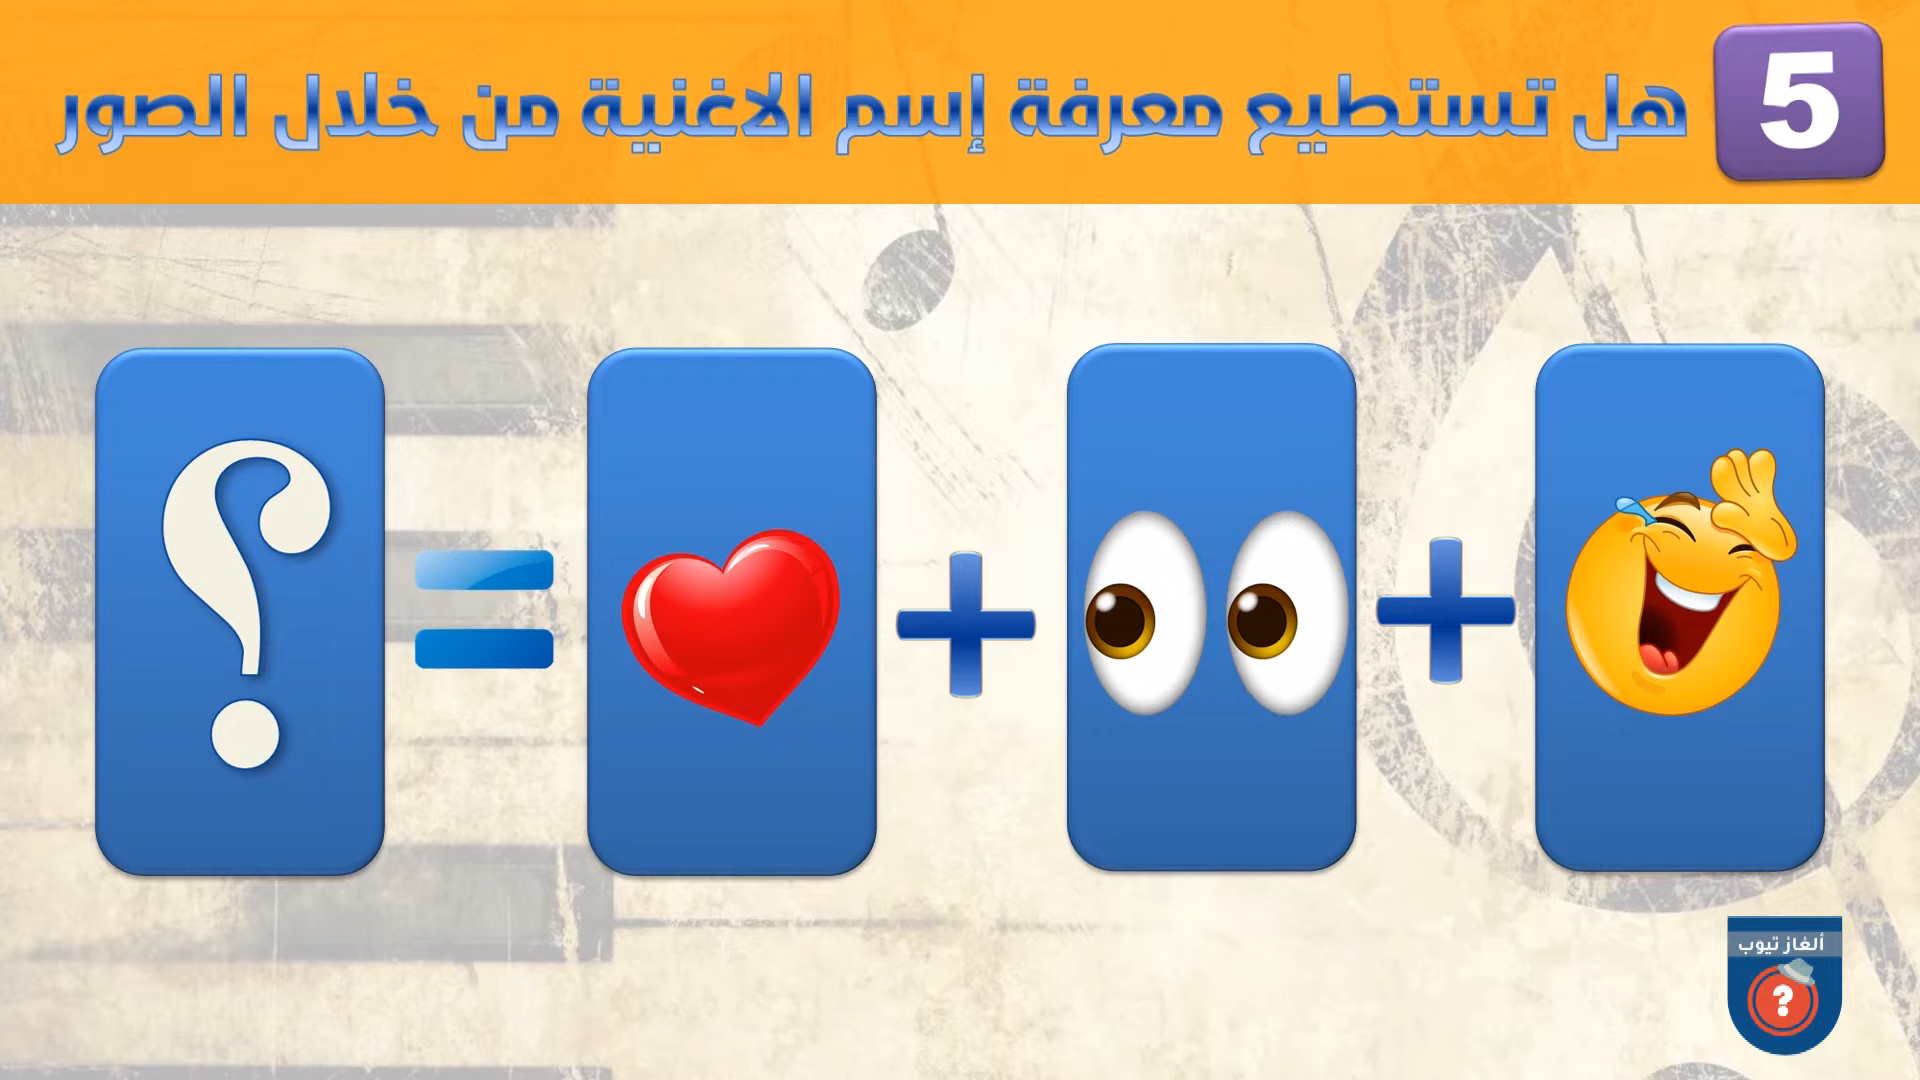 هل تستطيع معرفة إسم الاغنية من خلال الصور
5
؟
ألغاز تيوب
?